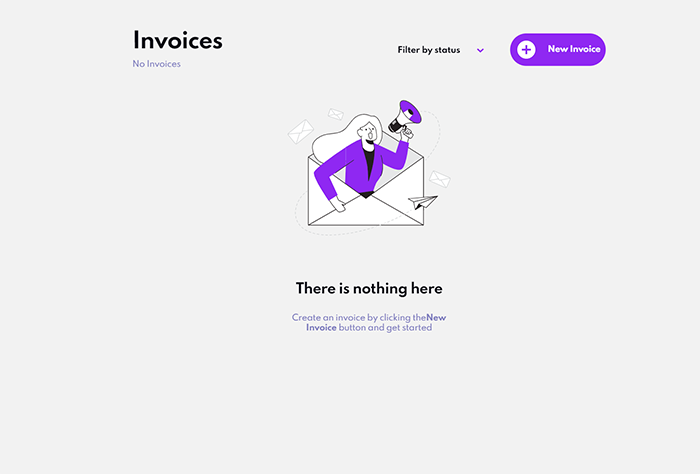 Invoices
No Invoices
Filter by status
New Invoice
There is nothing here
Create an invoice by clicking theNew
Invoice button and get started